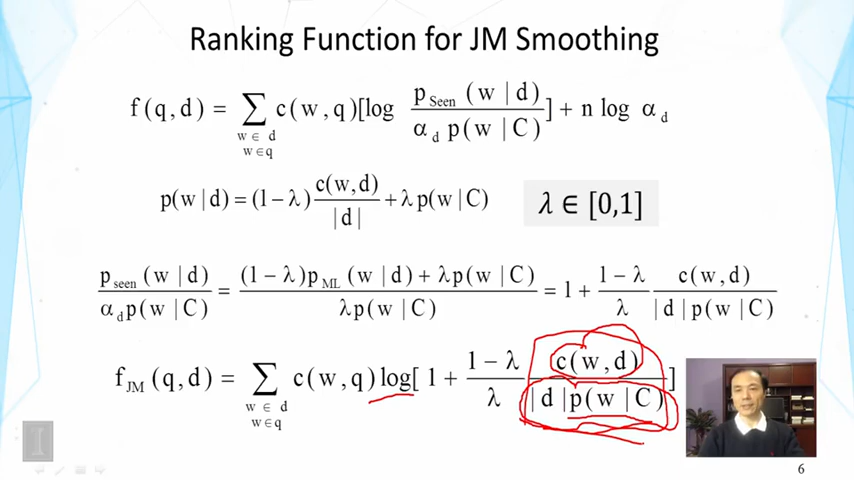 Ranking Function for JM Smoothing
f(q,d) = ∑_{w∈d, w∈q} c(w,q)[log p_Seen(w|d) / α_d p(w|C)] + n log α_d
p(w|d) = (1−λ) c(w,d)/|d| + λp(w|C)
λ ∈ [0,1]
p_seen(w|d) / α_d p(w|C) = (1−λ)p_ML(w|d) + λp(w|C) / λp(w|C) = 1 + 1−λ/λ c(w,d) / |d|p(w|C)
f_JM(q,d) = ∑_{w∈d, w∈q} c(w,q) log[1 + 1−λ/λ c(w,d) / |d|p(w|C)]
I
6